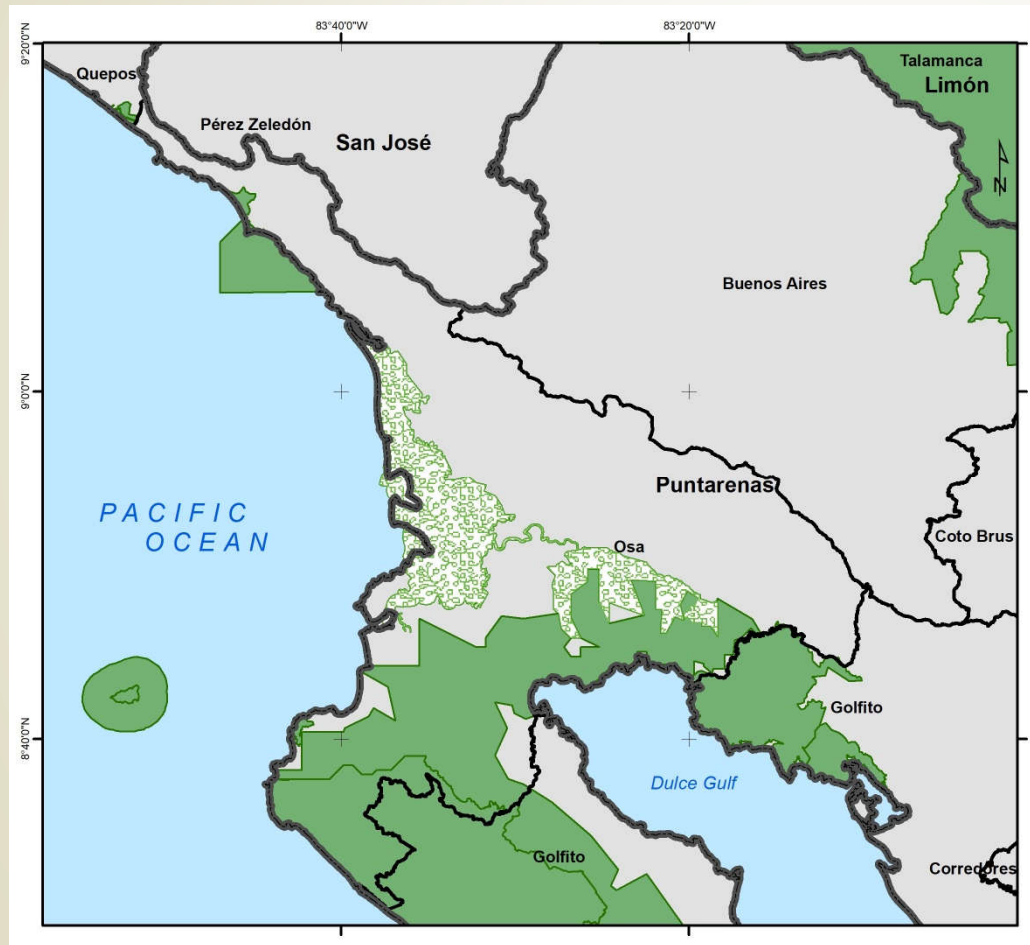 83°40'0"W
83°20'0"W
9°20'0"N
Quepos
Talamanca
Limón
Pérez Zeledón
San José
N
Buenos Aires
9°0'0"N
Puntarenas
PACIFIC
OCEAN
Osa
Coto Brus
Golfito
8°40'0"N
Dulce Gulf
Golfito
Corredores